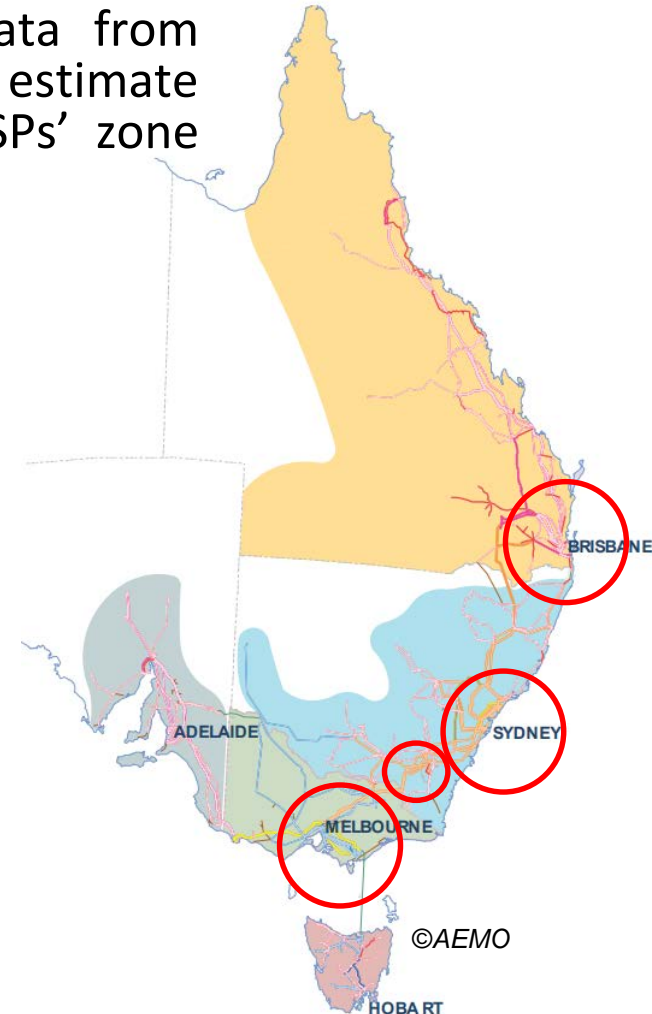 ata from
estimate
SPs’ zone
BRISBANE
ADELAIDE
SYDNEY
MELBOURNE
©AEMO
HOBART